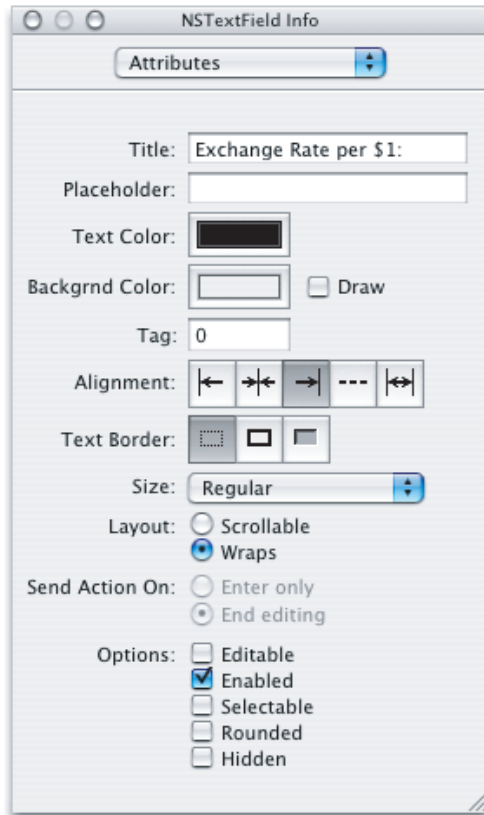 NSTextField Info
Attributes
Title: Exchange Rate per $1:
Placeholder:
Text Color:
Backgrnd Color: Draw
Tag: 0
Alignment:
Text Border:
Size: Regular
Layout: Scrollable
Wraps
Send Action On: Enter only
End editing
Options: Editable
Enabled
Selectable
Rounded
Hidden